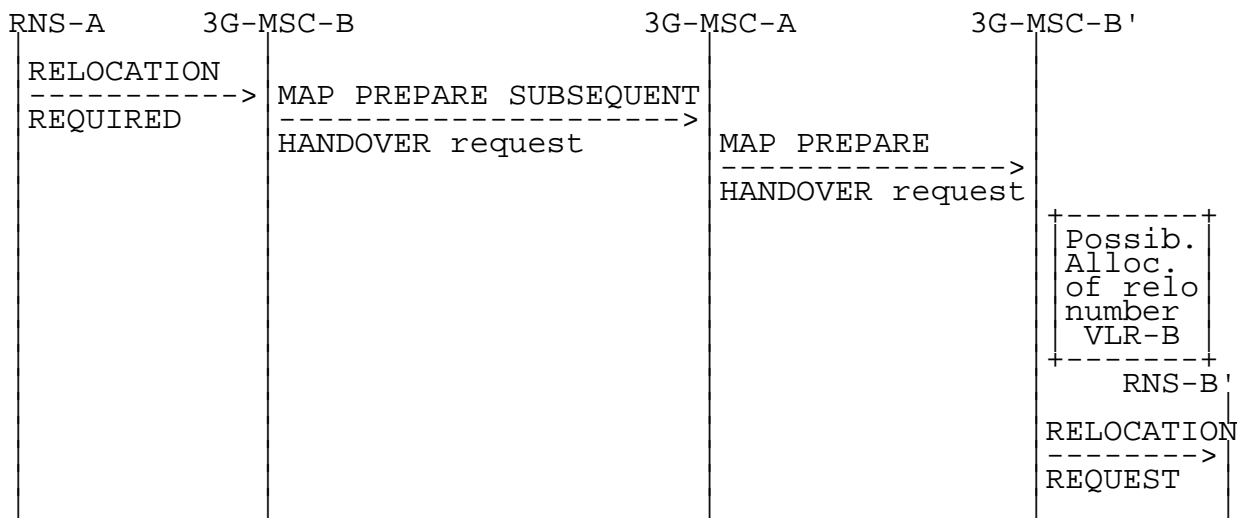 RNS-A 3G-MSC-B 3G-MSC-A 3G-MSC-B'
RELOCATION
REQUIRED
MAP PREPARE SUBSEQUENT
HANDOVER request
MAP PREPARE
HANDOVER request
Possib.
Alloc.
of relo
number
VLR-B
RNS-B'
RELOCATION
REQUEST